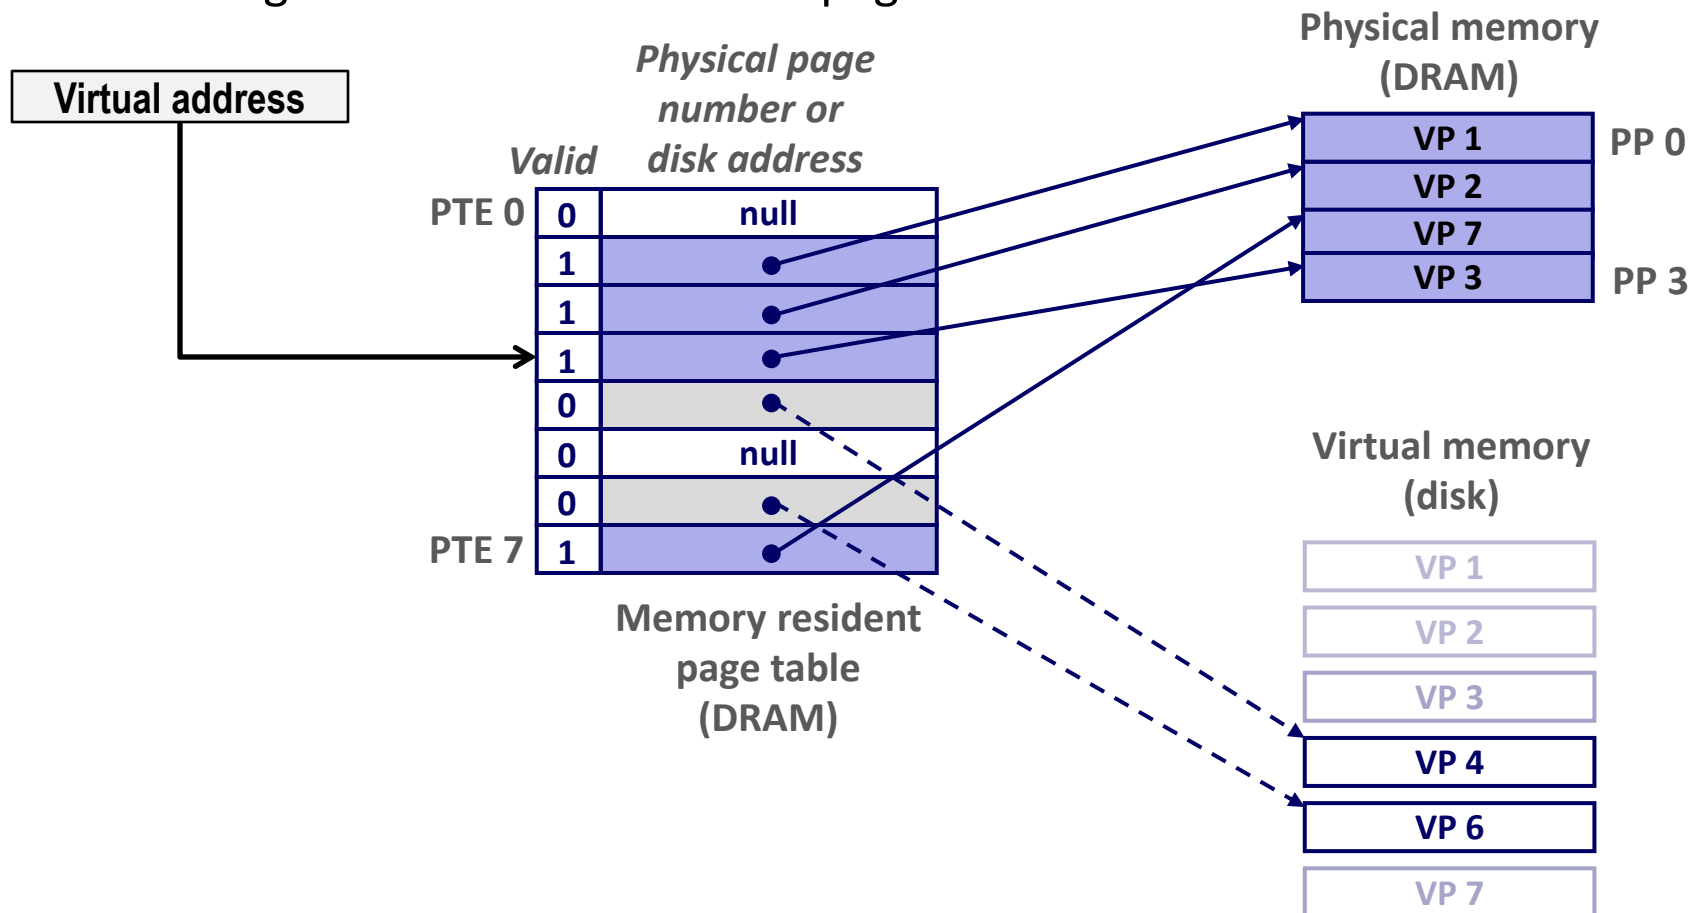 Virtual address
Physical page
number or
disk address
Valid
PTE 0
0
null
1
1
1
0
0
null
0
PTE 7
1
Memory resident
page table
(DRAM)
Physical memory
(DRAM)
VP 1
PP 0
VP 2
VP 7
VP 3
PP 3
Virtual memory
(disk)
VP 1
VP 2
VP 3
VP 4
VP 6
VP 7